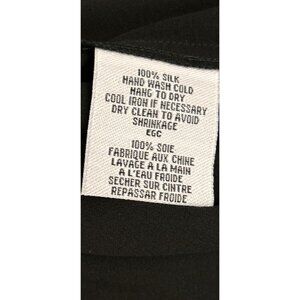 100% SILK
HAND WASH COLD
HANG TO DRY
COOL IRON IF NECESSARY
DRY CLEAN TO AVOID
SHRINKAGE
EGC
100% SOIE
FABRIQUE AUX CHINE
LAVAGE A LA MAIN
A L'EAU FROIDE
SECHER SUR CINTRE
REPASSAR FROIDE